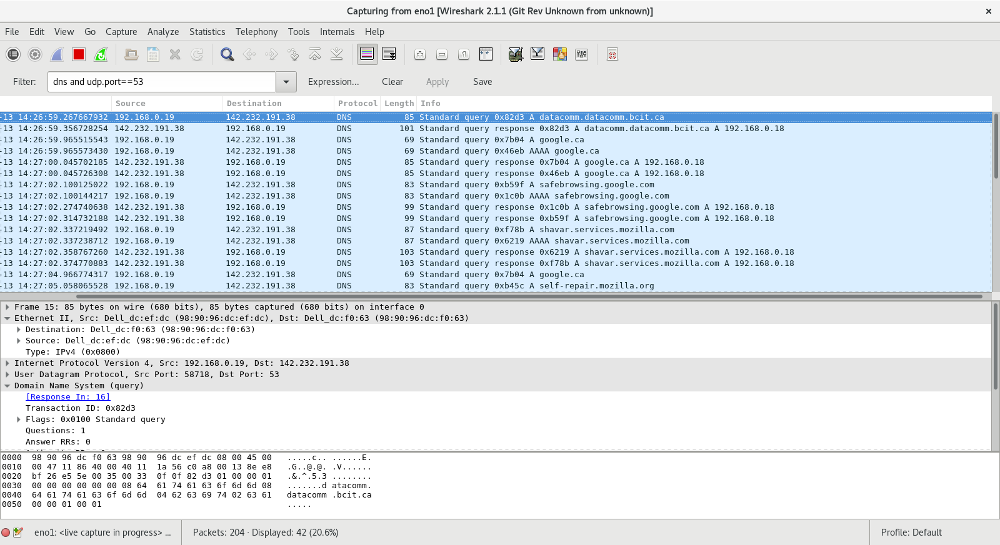 Capturing from eno1 [Wireshark 2.1.1 (Git Rev Unknown from unknown)]
File Edit View Go Capture Analyze Statistics Telephony Tools Internals Help
Filter: dns and udp.port==53 Expression... Clear Apply Save
Source Destination Protocol Length Info
-13 14:26:59.267667932 192.168.0.19 142.232.191.38 DNS 85 Standard query 0x82d3 A datacomm.datacomm.bcit.ca
-13 14:26:59.356728254 142.232.191.38 192.168.0.19 DNS 101 Standard query response 0x82d3 A datacomm.datacomm.bcit.ca A 192.168.0.18
-13 14:26:59.965515543 192.168.0.19 142.232.191.38 DNS 69 Standard query 0x7b04 A google.ca
-13 14:26:59.965573430 192.168.0.19 142.232.191.38 DNS 69 Standard query 0x46eb AAAA google.ca
-13 14:27:00.045702185 142.232.191.38 192.168.0.19 DNS 85 Standard query response 0x7b04 A google.ca A 192.168.0.18
-13 14:27:00.045726308 142.232.191.38 192.168.0.19 DNS 85 Standard query response 0x46eb A google.ca A 192.168.0.18
-13 14:27:02.100125022 192.168.0.19 142.232.191.38 DNS 83 Standard query 0xb59f A safebrowsing.google.com
-13 14:27:02.100144217 192.168.0.19 142.232.191.38 DNS 83 Standard query 0x1c0b AAAA safebrowsing.google.com
-13 14:27:02.274740638 142.232.191.38 192.168.0.19 DNS 99 Standard query response 0x1c0b A safebrowsing.google.com A 192.168.0.18
-13 14:27:02.314732188 142.232.191.38 192.168.0.19 DNS 99 Standard query response 0xb59f A safebrowsing.google.com A 192.168.0.18
-13 14:27:02.337219492 192.168.0.19 142.232.191.38 DNS 87 Standard query 0xf78b A shavar.services.mozilla.com
-13 14:27:02.337238712 192.168.0.19 142.232.191.38 DNS 87 Standard query 0x6219 AAAA shavar.services.mozilla.com
-13 14:27:02.358767260 142.232.191.38 192.168.0.19 DNS 103 Standard query response 0x6219 A shavar.services.mozilla.com A 192.168.0.18
-13 14:27:02.374770883 142.232.191.38 192.168.0.19 DNS 103 Standard query response 0xf78b A shavar.services.mozilla.com A 192.168.0.18
-13 14:27:04.966774317 192.168.0.19 142.232.191.38 DNS 69 Standard query 0x7b04 A google.ca
-13 14:27:05.058065528 192.168.0.19 142.232.191.38 DNS 83 Standard query 0xb45c A self-repair.mozilla.org
Frame 15: 85 bytes on wire (680 bits), 85 bytes captured (680 bits) on interface 0
Ethernet II, Src: Dell_dc:ef:dc (98:90:96:dc:ef:dc), Dst: Dell_dc:f0:63 (98:90:96:dc:f0:63)
Destination: Dell_dc:f0:63 (98:90:96:dc:f0:63)
Source: Dell_dc:ef:dc (98:90:96:dc:ef:dc)
Type: IPv4 (0x0800)
Internet Protocol Version 4, Src: 192.168.0.19, Dst: 142.232.191.38
User Datagram Protocol, Src Port: 58718, Dst Port: 53
Domain Name System (query)
[Response In: 16]
Transaction ID: 0x82d3
Flags: 0x0100 Standard query
Questions: 1
Answer RRs: 0
0000 98 90 96 dc f0 63 98 90 96 dc ef dc 08 00 45 00 .....c.. ......E.
0010 00 47 11 86 40 00 40 11 1a 56 c0 a8 00 13 8e e8 .G..@.@. .V......
0020 bf 26 e5 5e 00 35 00 33 0f 0f 82 d3 01 00 00 01 .&.^.5.3 ........
0030 00 00 00 00 00 00 08 64 61 74 61 63 6f 6d 6d 08 .......d atacomm.
0040 64 61 74 61 63 6f 6d 6d 04 62 63 69 74 02 63 61 datacomm .bcit.ca
0050 00 00 01 00 01 .....
eno1: <live capture in progress> ... Packets: 204 · Displayed: 42 (20.6%) Profile: Default